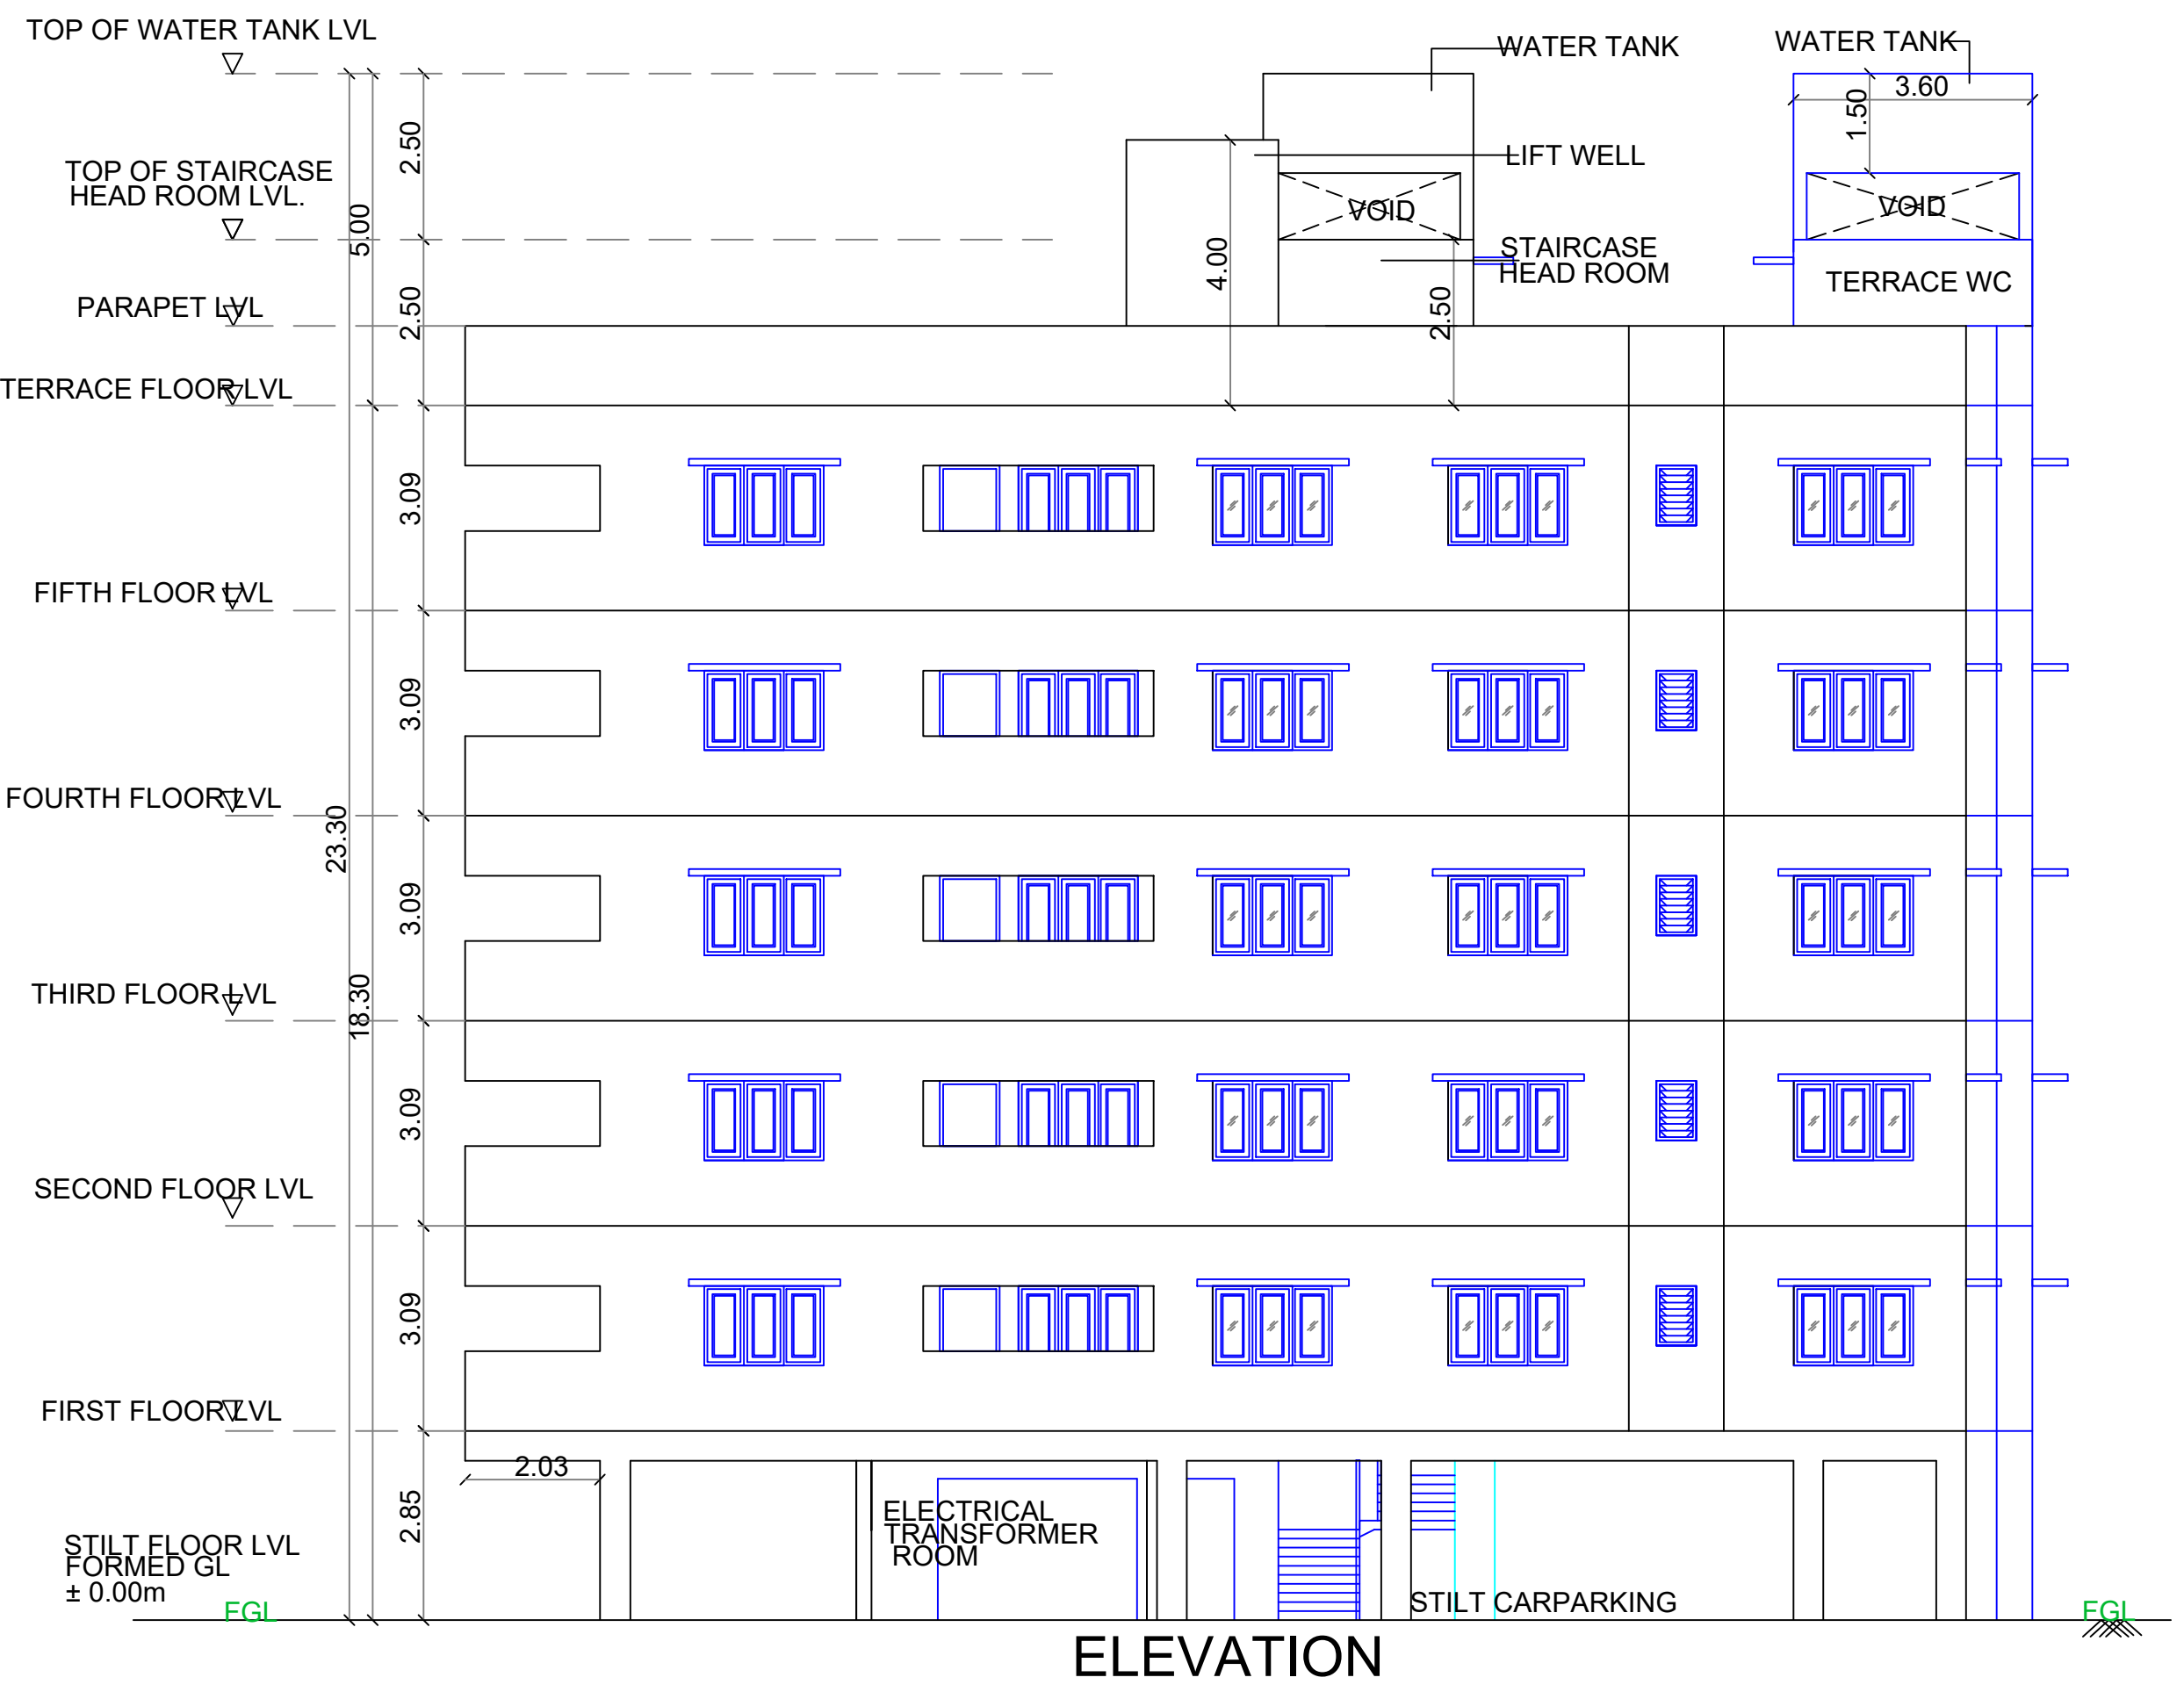 TOP OF WATER TANK LVL
WATER TANK
WATER TANK
3.60
1.50
2.50
LIFT WELL
TOP OF STAIRCASE
HEAD ROOM LVL.
VOID
VOID
5.00
4.00
STAIRCASE
HEAD ROOM
TERRACE WC
PARAPET LVL
2.50
2.50
TERRACE FLOOR LVL
3.09
FIFTH FLOOR LVL
3.09
FOURTH FLOOR LVL
23.30
3.09
THIRD FLOOR LVL
18.30
3.09
SECOND FLOOR LVL
3.09
FIRST FLOOR LVL
2.03
2.85
ELECTRICAL
TRANSFORMER
ROOM
STILT FLOOR LVL
FORMED GL
± 0.00m
STILT CARPARKING
FGL
FGL
ELEVATION